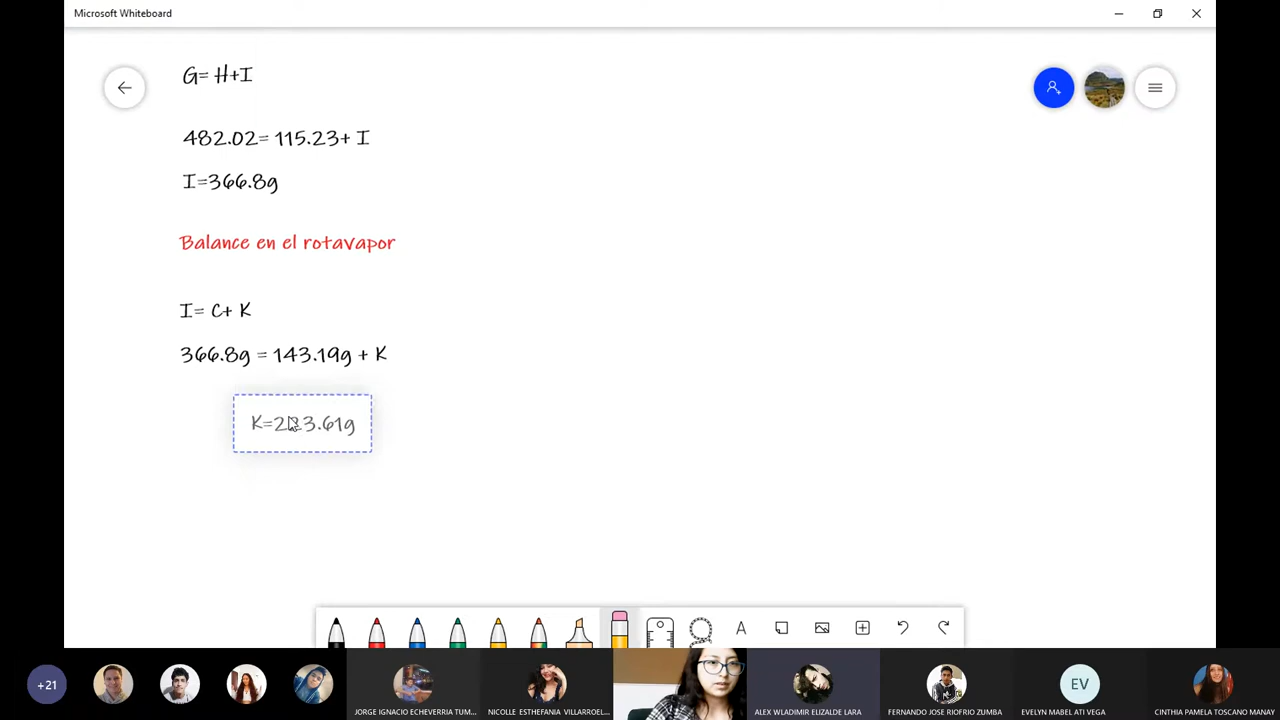 Microsoft Whiteboard
G= H+I
482.02= 115.23+ I
I=366.8g
Balance en el rotavapor
I= C+ K
366.8g = 143.19g + K
K=223.61g
A
+21
JORGE IGNACIO ECHEVERRIA TUM...
NICOLLE ESTHEFANIA VILLARROEL...
ALEX WLADIMIR ELIZALDE LARA
FERNANDO JOSE RIOFRIO ZUMBA
EV
EVELYN MABEL ATI VEGA
CINTHIA PAMELA TOSCANO MANAY